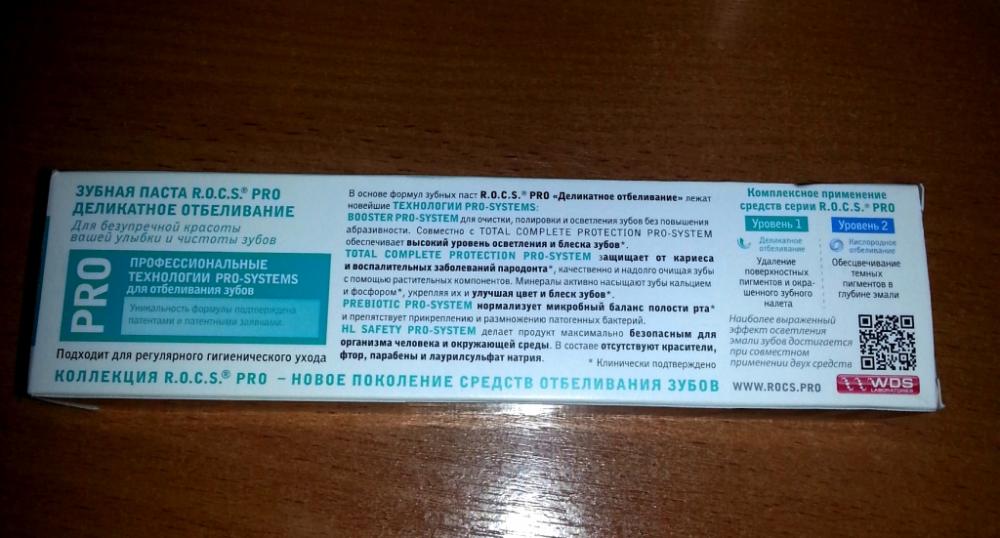 ЗУБНАЯ ПАСТА R.O.C.S.® PRO
ДЕЛИКАТНОЕ ОТБЕЛИВАНИЕ
Для безупречной красоты
вашей улыбки и чистоты зубов
PRO
ПРОФЕССИОНАЛЬНЫЕ
ТЕХНОЛОГИИ PRO-SYSTEMS
для отбеливания зубов
Уникальность формулы подтверждена
патентами и патентными заявками.
Подходит для регулярного гигиенического ухода
В основе формул зубных паст R.O.C.S.® PRO «Деликатное отбеливание» лежат
новейшие ТЕХНОЛОГИИ PRO-SYSTEMS:
BOOSTER PRO-SYSTEM для очистки, полировки и осветления зубов без повышения
абразивности. Совместно с TOTAL COMPLETE PROTECTION PRO-SYSTEM
обеспечивает высокий уровень осветления и блеска зубов*.
TOTAL COMPLETE PROTECTION PRO-SYSTEM защищает от кариеса
и воспалительных заболеваний пародонта*, качественно и надолго очищая зубы
с помощью растительных компонентов. Минералы активно насыщают зубы кальцием
и фосфором*, укрепляя их и улучшая цвет и блеск зубов*.
PREBIOTIC PRO-SYSTEM нормализует микробный баланс полости рта*
и препятствует прикреплению и размножению патогенных бактерий.
HL SAFETY PRO-SYSTEM делает продукт максимально безопасным для
организма человека и окружающей среды. В составе отсутствуют красители,
фтор, парабены и лаурилсульфат натрия.
* Клинически подтверждено
Комплексное применение
средств серии R.O.C.S.® PRO
Уровень 1
Деликатное
отбеливание
Удаление
поверхностных
пигментов и окра-
шенного зубного
налета
Уровень 2
Кислородное
отбеливание
Обесцвечивание
темных
пигментов в
глубине эмали
Наиболее выраженный
эффект осветления
эмали зубов достигается
при совместном
применении двух средств
КОЛЛЕКЦИЯ R.O.C.S.® PRO – НОВОЕ ПОКОЛЕНИЕ СРЕДСТВ ОТБЕЛИВАНИЯ ЗУБОВ
WWW.ROCS.PRO
WDS
LABORATORIES